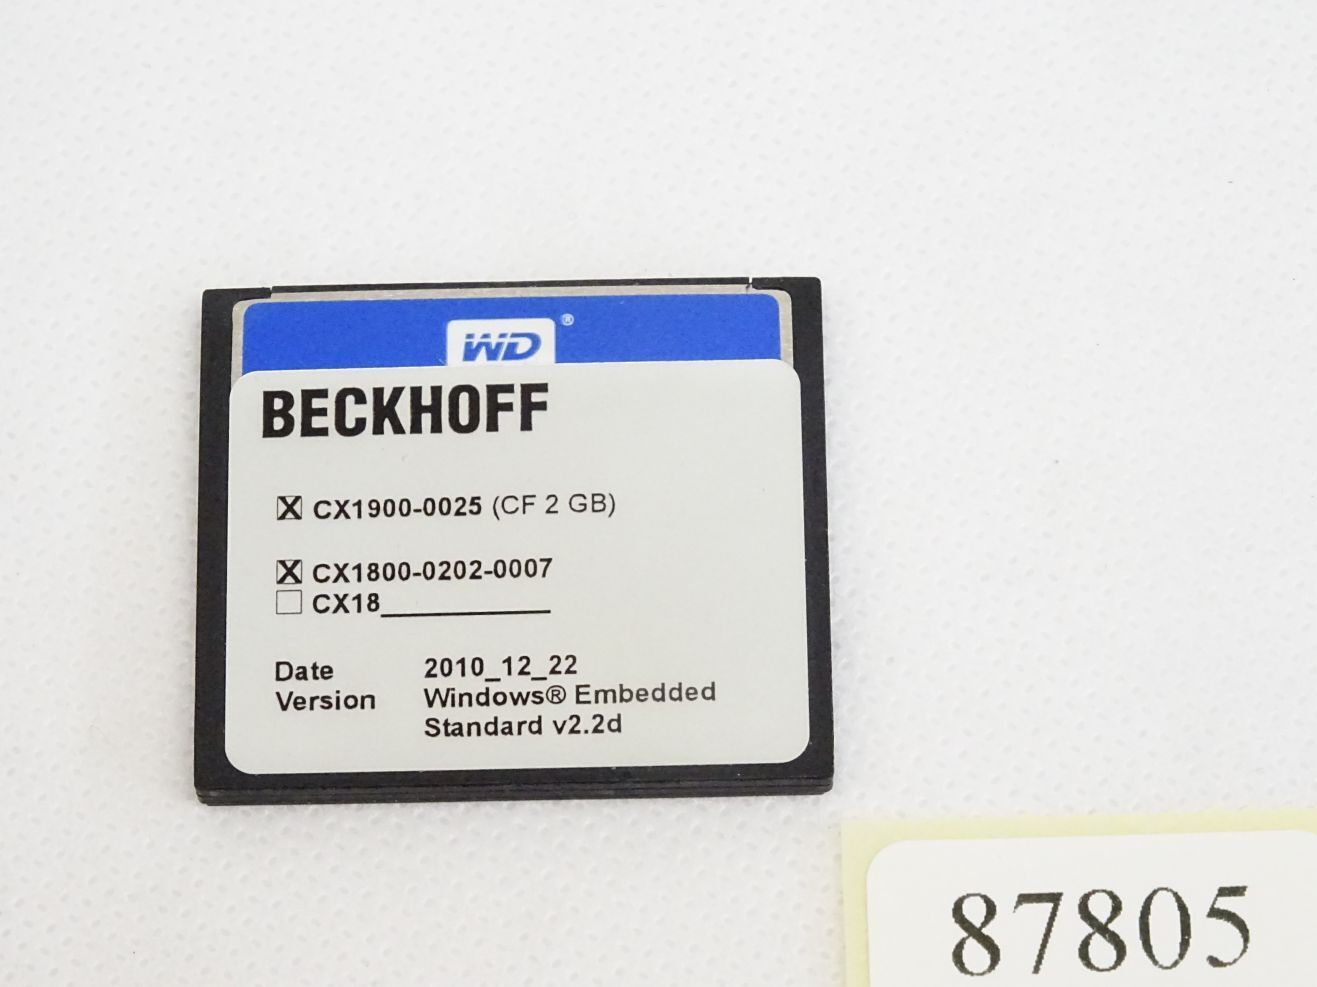 WD®
BECKHOFF
☒ CX1900-0025 (CF 2 GB)
☒ CX1800-0202-0007
☐ CX18__________
Date 2010_12_22
Version Windows® Embedded
Standard v2.2d
87805